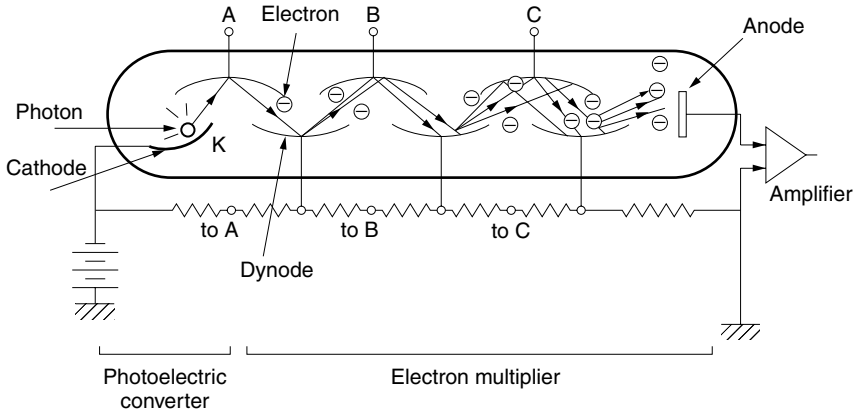 A
B
C
Electron
Anode
Photon
K
Cathode
Amplifier
to A
to B
to C
Dynode
Photoelectric
converter
Electron multiplier